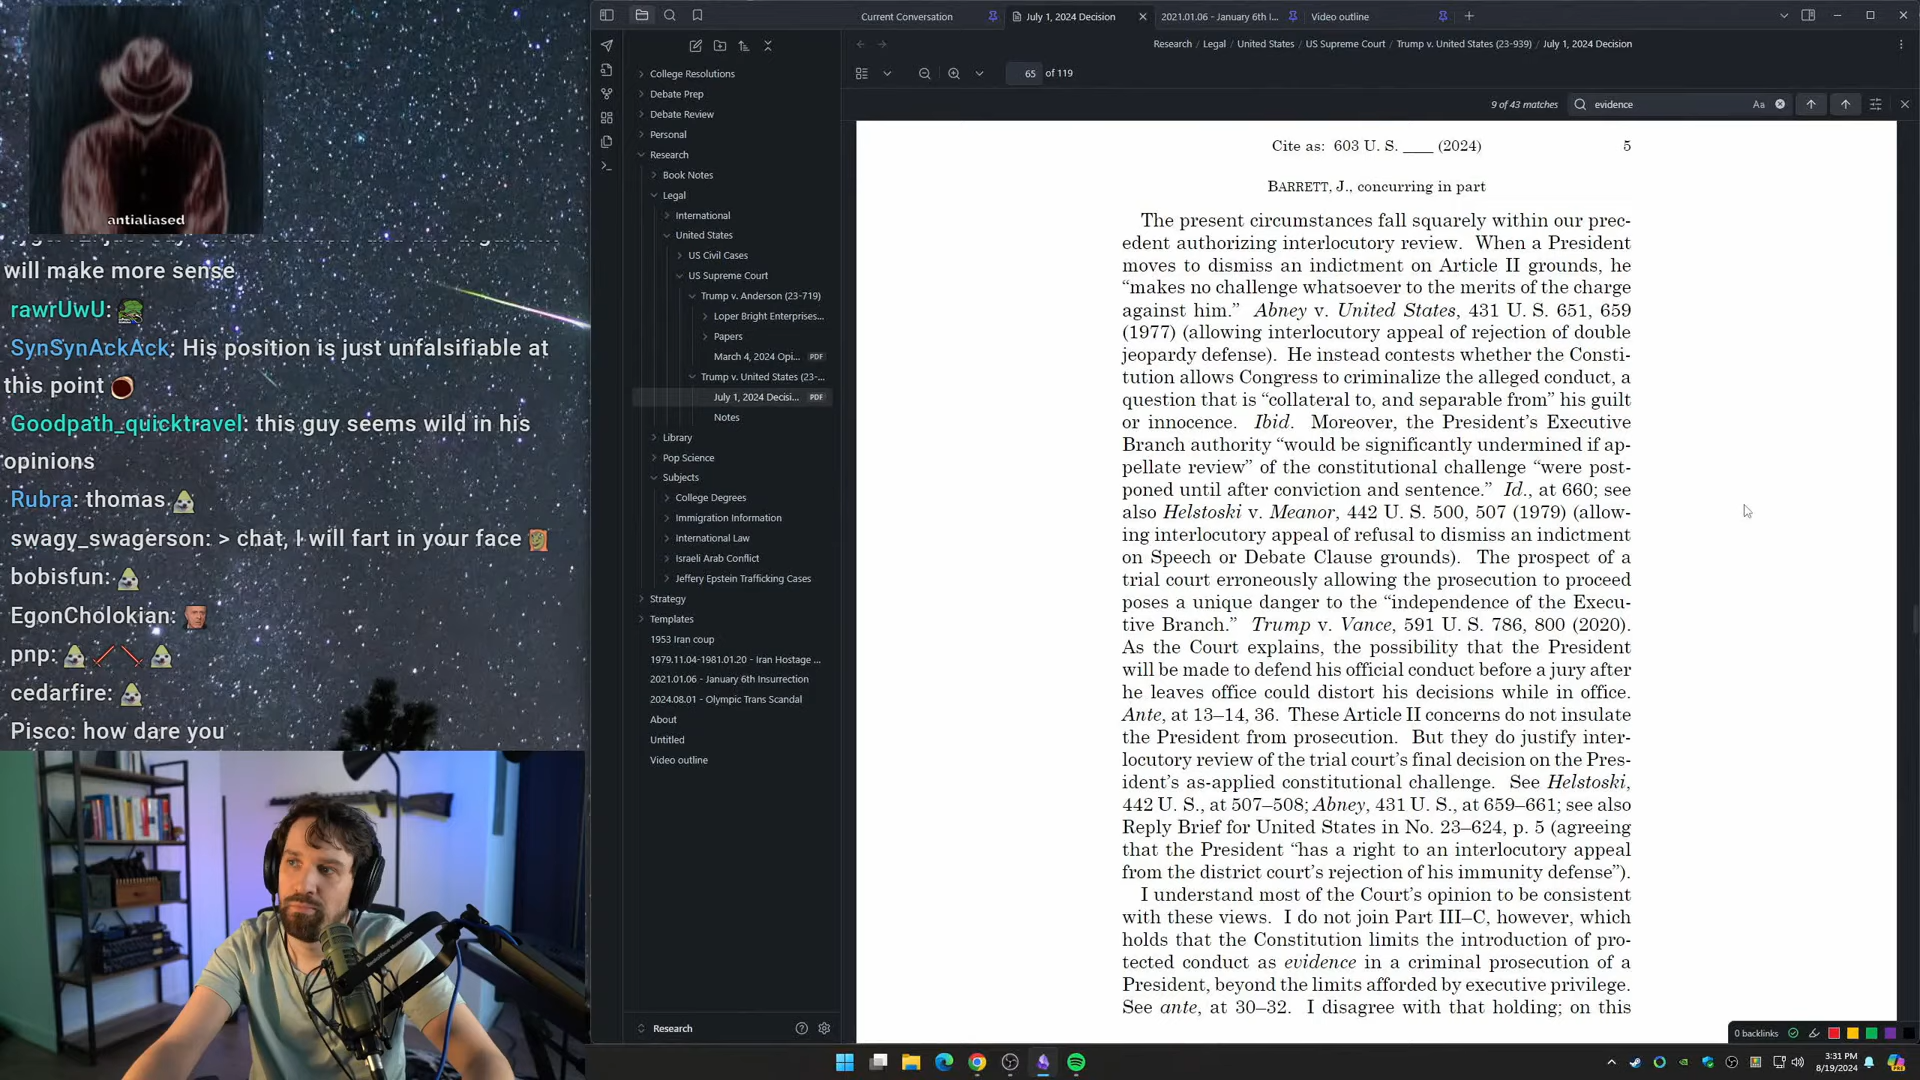 antialiased
will make more sense
rawrUwU:
SynSynAckAck: His position is just unfalsifiable at
this point
Goodpath_quicktravel: this guy seems wild in his
opinions
Rubra: thomas
swagy_swagerson: > chat, I will fart in your face
bobisfun:
EgonCholokian:
pnp:
cedarfire:
Pisco: how dare you
College Resolutions
Debate Prep
Debate Review
Personal
Research
Book Notes
Legal
International
United States
US Civil Cases
US Supreme Court
Trump v. Anderson (23-719)
Loper Bright Enterprises...
Papers
March 4, 2024 Opi... PDF
Trump v. United States (23-...
July 1, 2024 Decisi... PDF
Notes
Library
Pop Science
Subjects
College Degrees
Immigration Information
International Law
Israeli Arab Conflict
Jeffery Epstein Trafficking Cases
Strategy
Templates
1953 Iran coup
1979.11.04-1981.01.20 - Iran Hostage ...
2021.01.06 - January 6th Insurrection
2024.08.01 - Olympic Trans Scandal
About
Untitled
Video outline
Research
Current Conversation
July 1, 2024 Decision
2021.01.06 - January 6th I...
Video outline
Research / Legal / United States / US Supreme Court / Trump v. United States (23-939) / July 1, 2024 Decision
65 of 119
9 of 43 matches
evidence
Aa
Cite as: 603 U. S. ____ (2024) 5
BARRETT, J., concurring in part
The present circumstances fall squarely within our prec-
edent authorizing interlocutory review. When a President
moves to dismiss an indictment on Article II grounds, he
“makes no challenge whatsoever to the merits of the charge
against him.” Abney v. United States, 431 U. S. 651, 659
(1977) (allowing interlocutory appeal of rejection of double
jeopardy defense). He instead contests whether the Consti-
tution allows Congress to criminalize the alleged conduct, a
question that is “collateral to, and separable from” his guilt
or innocence. Ibid. Moreover, the President’s Executive
Branch authority “would be significantly undermined if ap-
pellate review” of the constitutional challenge “were post-
poned until after conviction and sentence.” Id., at 660; see
also Helstoski v. Meanor, 442 U. S. 500, 507 (1979) (allow-
ing interlocutory appeal of refusal to dismiss an indictment
on Speech or Debate Clause grounds). The prospect of a
trial court erroneously allowing the prosecution to proceed
poses a unique danger to the “independence of the Execu-
tive Branch.” Trump v. Vance, 591 U. S. 786, 800 (2020).
As the Court explains, the possibility that the President
will be made to defend his official conduct before a jury after
he leaves office could distort his decisions while in office.
Ante, at 13–14, 36. These Article II concerns do not insulate
the President from prosecution. But they do justify inter-
locutory review of the trial court’s final decision on the Pres-
ident’s as-applied constitutional challenge. See Helstoski,
442 U. S., at 507–508; Abney, 431 U. S., at 659–661; see also
Reply Brief for United States in No. 23–624, p. 5 (agreeing
that the President “has a right to an interlocutory appeal
from the district court’s rejection of his immunity defense”).
I understand most of the Court’s opinion to be consistent
with these views. I do not join Part III–C, however, which
holds that the Constitution limits the introduction of pro-
tected conduct as evidence in a criminal prosecution of a
President, beyond the limits afforded by executive privilege.
See ante, at 30–32. I disagree with that holding; on this
0 backlinks
3:31 PM
8/19/2024